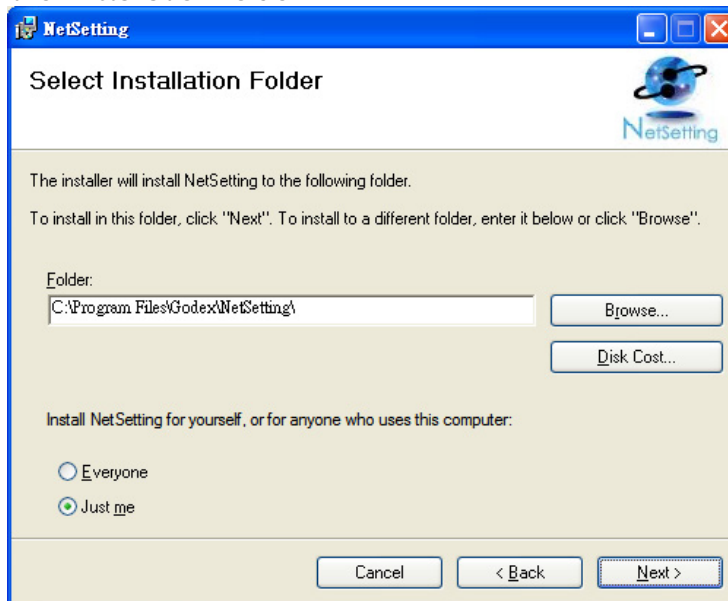 NetSetting
Select Installation Folder
NetSetting
The installer will install NetSetting to the following folder.
To install in this folder, click "Next". To install to a different folder, enter it below or click "Browse".
Folder:
C:\Program Files\Godex\NetSetting\
Browse...
Disk Cost...
Install NetSetting for yourself, or for anyone who uses this computer:
Everyone
Just me
Cancel
< Back
Next >